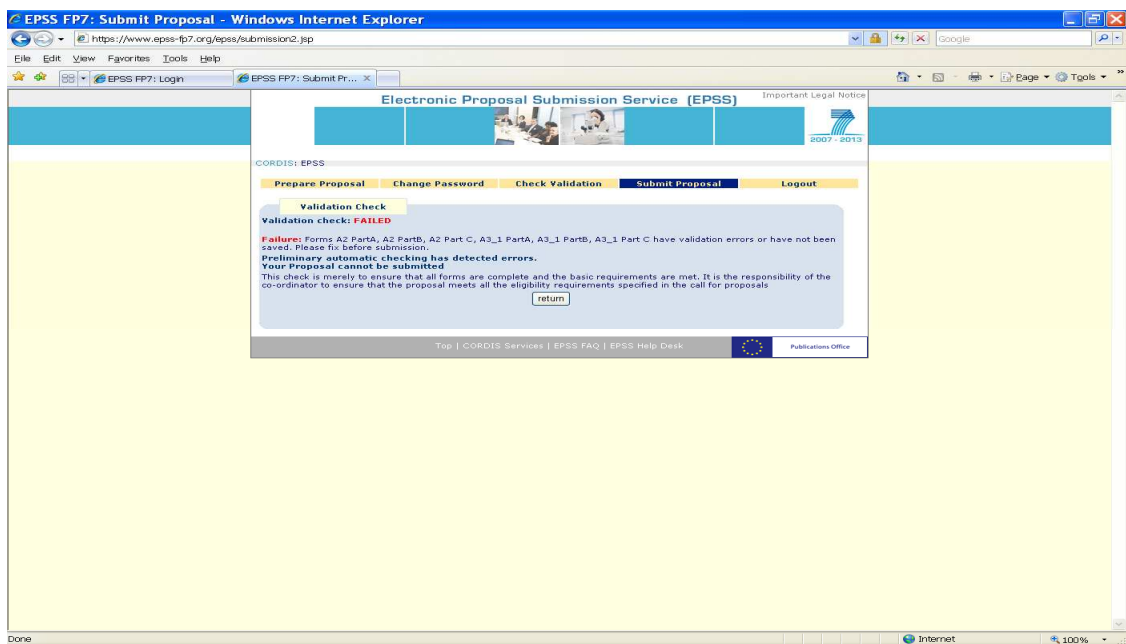 EPSS FP7: Submit Proposal - Windows Internet Explorer
https://www.epss-fp7.org/epss/submission2.jsp
Google
File Edit View Favorites Tools Help
EPSS FP7: Login
EPSS FP7: Submit Pr...
Page Tools
Electronic Proposal Submission Service (EPSS)
Important Legal Notice
2007 - 2013
CORDIS: EPSS
Prepare Proposal Change Password Check Validation Submit Proposal Logout
Validation Check
Validation check: FAILED
Failure: Forms A2 PartA, A2 PartB, A2 Part C, A3_1 PartA, A3_1 PartB, A3_1 Part C have validation errors or have not been
saved. Please fix before submission.
Preliminary automatic checking has detected errors.
Your Proposal cannot be submitted
This check is merely to ensure that all forms are complete and the basic requirements are met. It is the responsibility of the
co-ordinator to ensure that the proposal meets all the eligibility requirements specified in the call for proposals
return
Top | CORDIS Services | EPSS FAQ | EPSS Help Desk
Publications Office
Done
Internet
100%